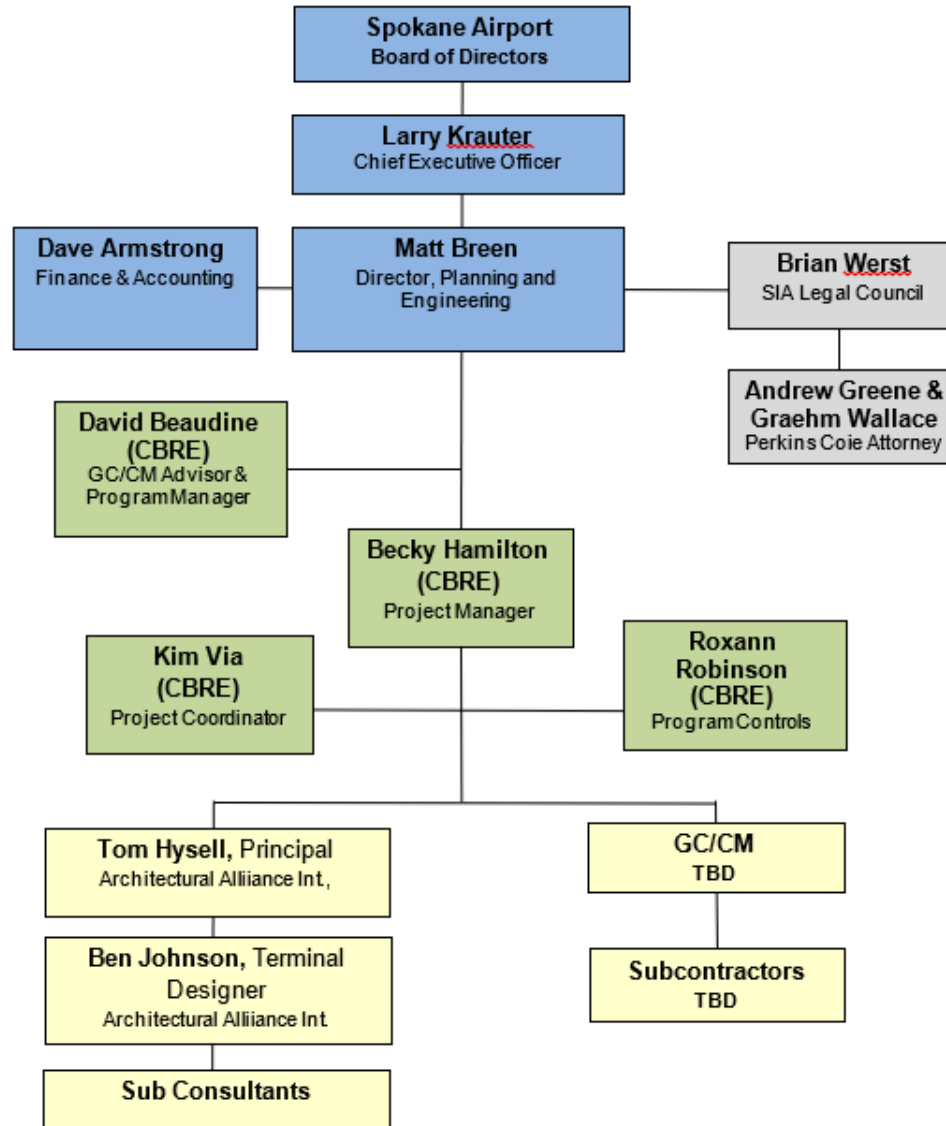 Spokane Airport
Board of Directors
Larry Krauter
Chief Executive Officer
Dave Armstrong
Finance & Accounting
Matt Breen
Director, Planning and
Engineering
Brian Werst
SIA Legal Council
Andrew Greene &
Graehm Wallace
Perkins Coie Attorney
David Beaudine
(CBRE)
GC/CM Advisor &
Program Manager
Becky Hamilton
(CBRE)
Project Manager
Kim Via
(CBRE)
Project Coordinator
Roxann
Robinson
(CBRE)
Program Controls
Tom Hysell, Principal
Architectural Alliiance Int.,
Ben Johnson, Terminal
Designer
Architectural Alliiance Int.
Sub Consultants
GC/CM
TBD
Subcontractors
TBD